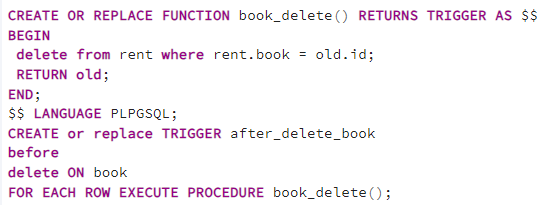 CREATE OR REPLACE FUNCTION book_delete() RETURNS TRIGGER AS $$
BEGIN
 delete from rent where rent.book = old.id;
 RETURN old;
END;
$$ LANGUAGE PLPGSQL;
CREATE or replace TRIGGER after_delete_book
before
delete ON book
FOR EACH ROW EXECUTE PROCEDURE book_delete();